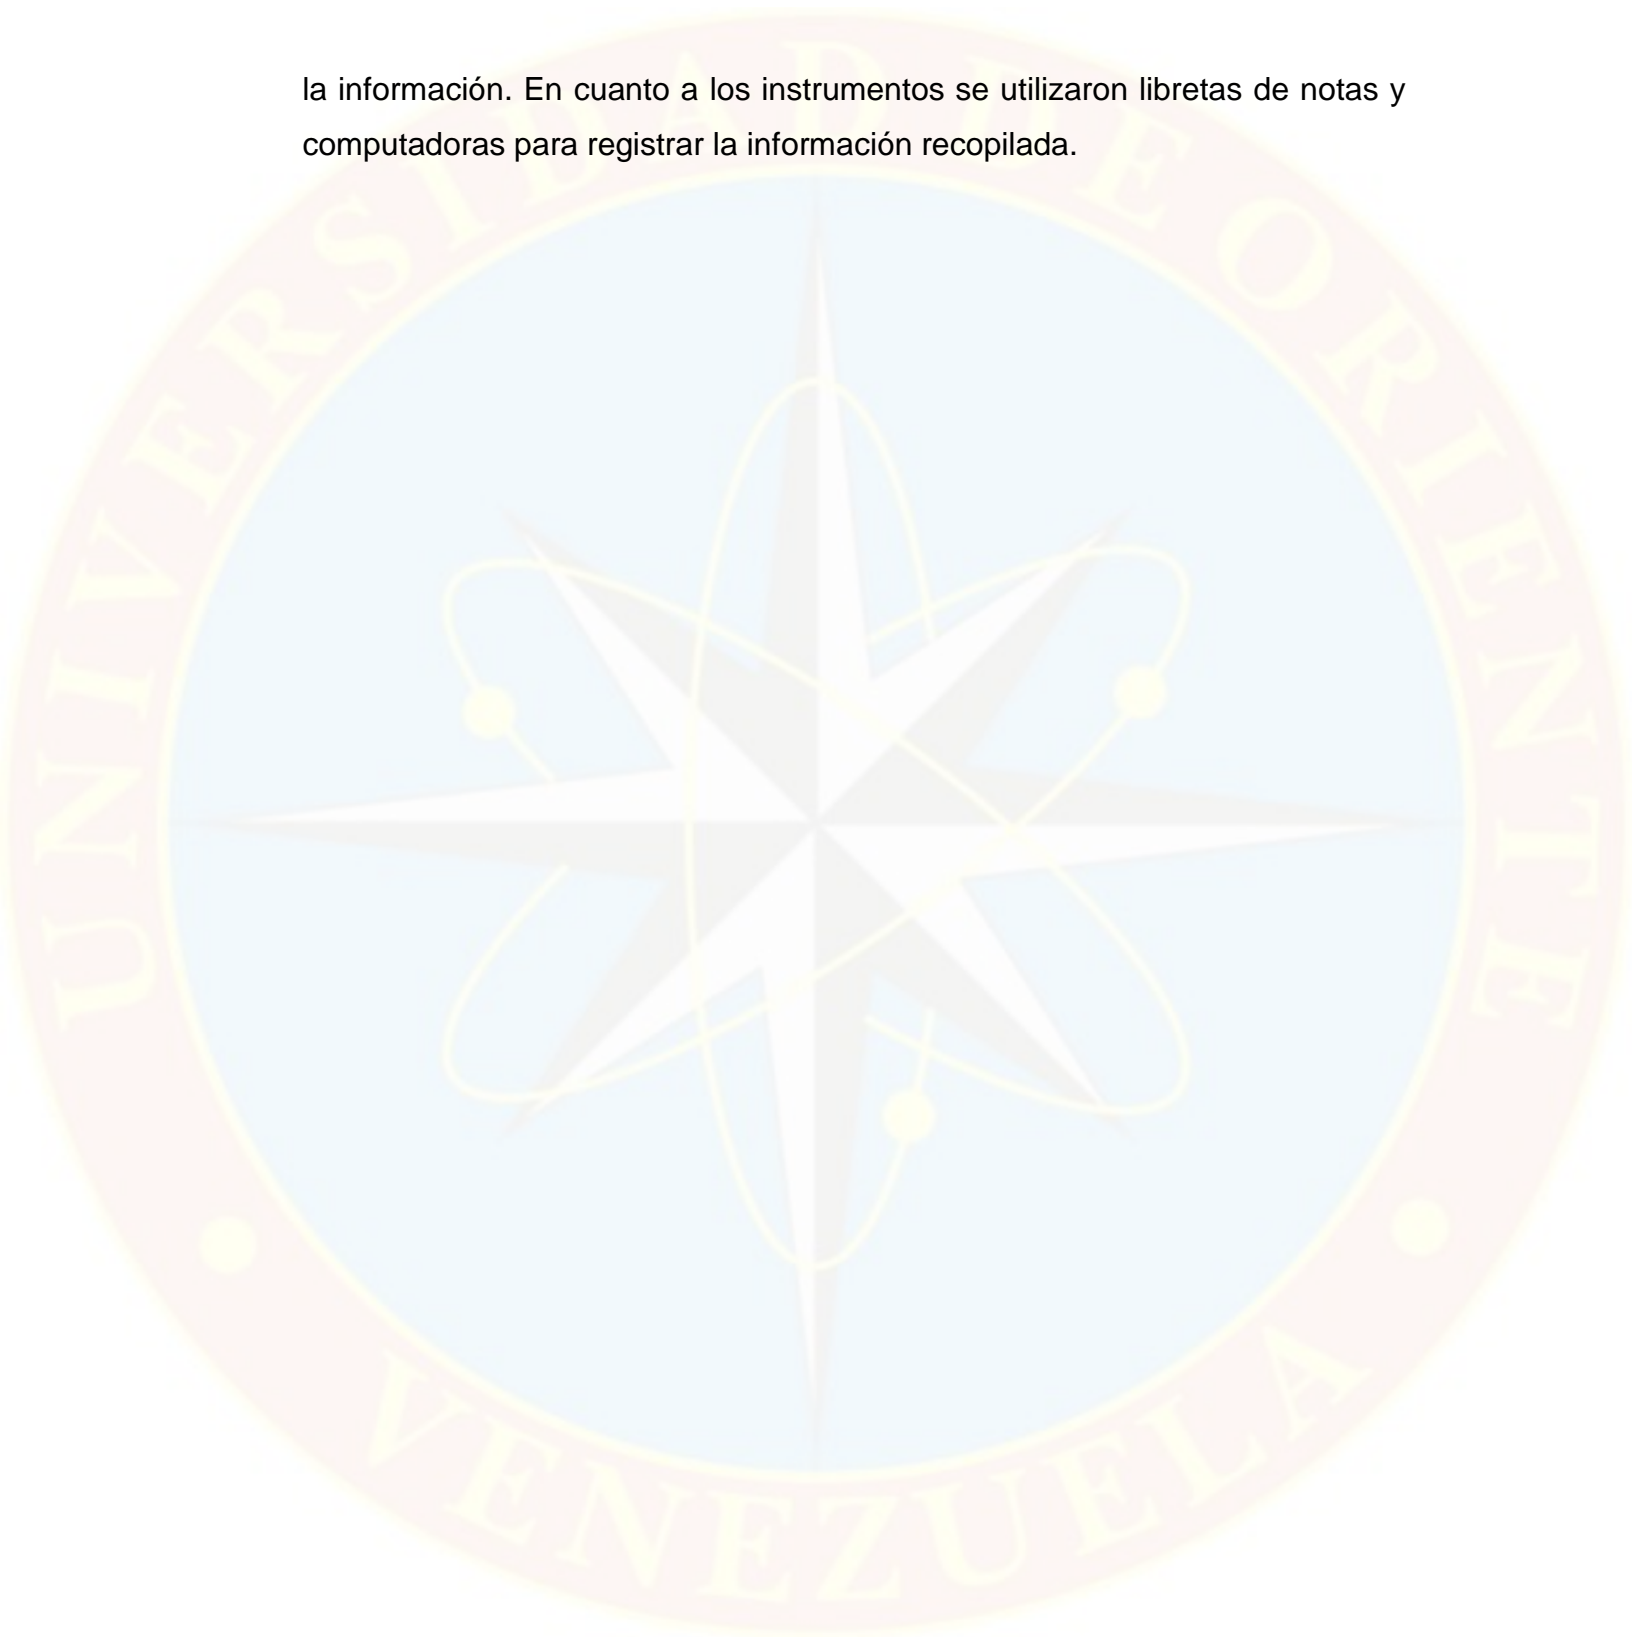 la información. En cuanto a los instrumentos se utilizaron libretas de notas y
computadoras para registrar la información recopilada.
UNIVERSIDAD DE ORIENTE
VENEZUELA